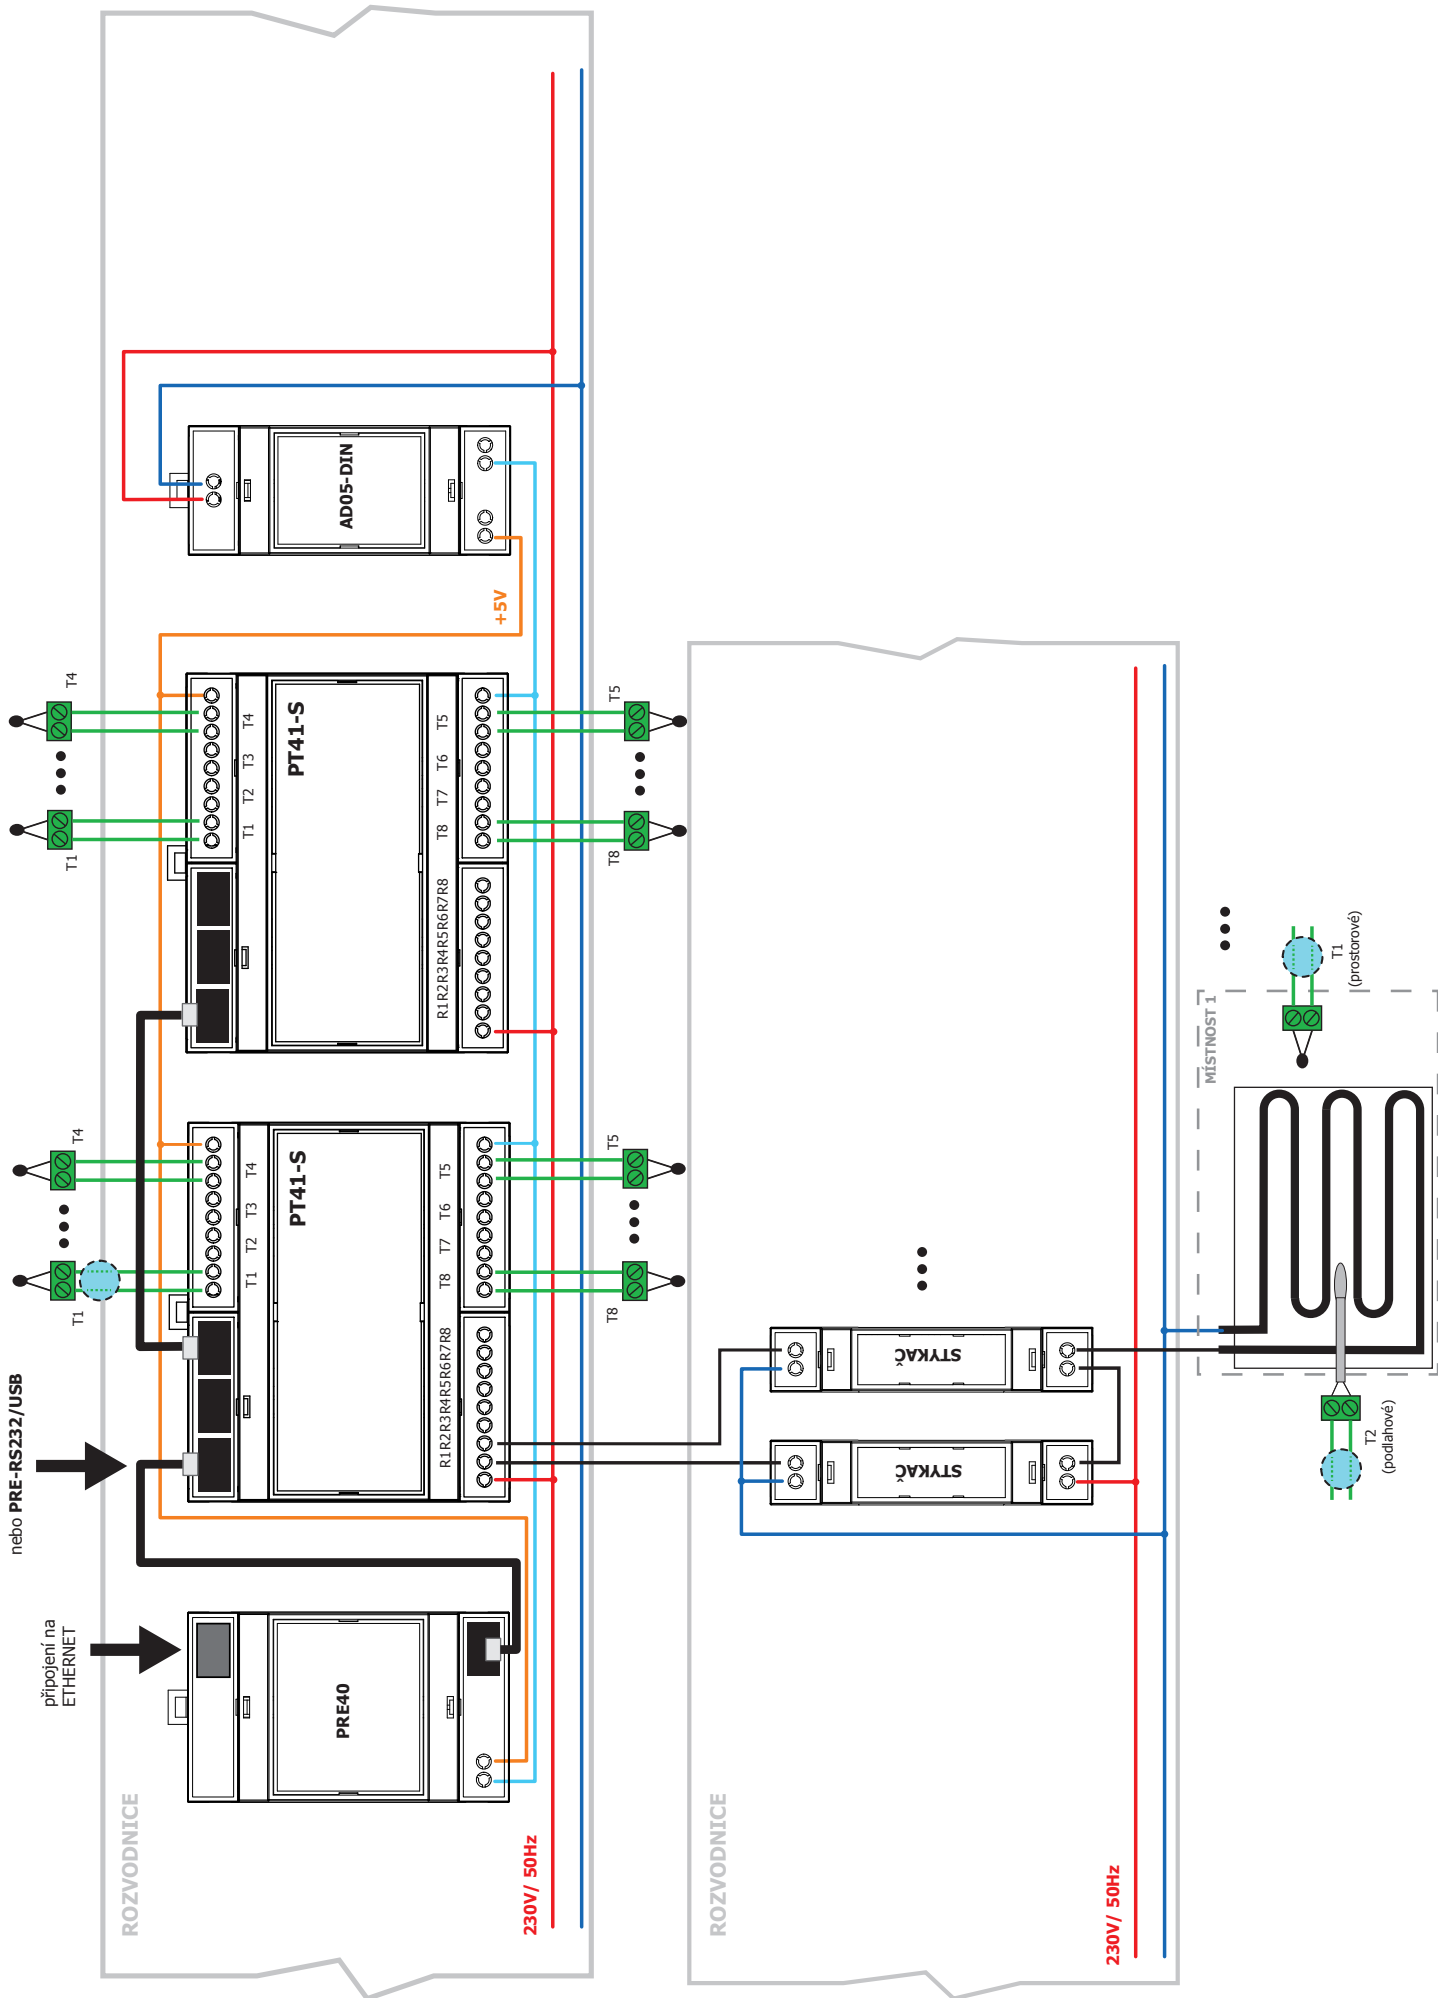 nebo PRE-RS232/USB
připojení na
ETHERNET
ROZVODNICE
PRE40
230V/ 50Hz
T1
T4
T1
T2
T3
T4
PT41-S
R1R2R3R4R5R6R7R8
T8
T7
T6
T5
T8
T5
T1
T4
T1
T2
T3
T4
PT41-S
R1R2R3R4R5R6R7R8
T8
T7
T6
T5
T8
T5
+5V
AD05-DIN
ROZVODNICE
230V/ 50Hz
STYKAČ
STYKAČ
MÍSTNOST 1
T1
(prostorové)
T2
(podlahové)